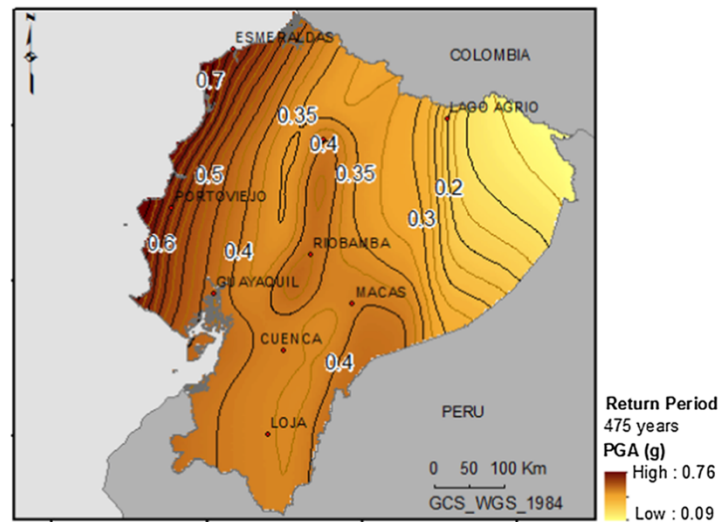 N
ESMERALDAS
COLOMBIA
0.7
LAGO AGRIO
0.35
0.4
0.35
0.5
0.2
PORTOVIEJO
0.3
0.6
0.4
RIOBAMBA
GUAYAQUIL
MACAS
CUENCA
0.4
PERU
LOJA
0 50 100 Km
GCS_WGS_1984
Return Period
475 years
PGA (g)
High : 0.76
Low : 0.09